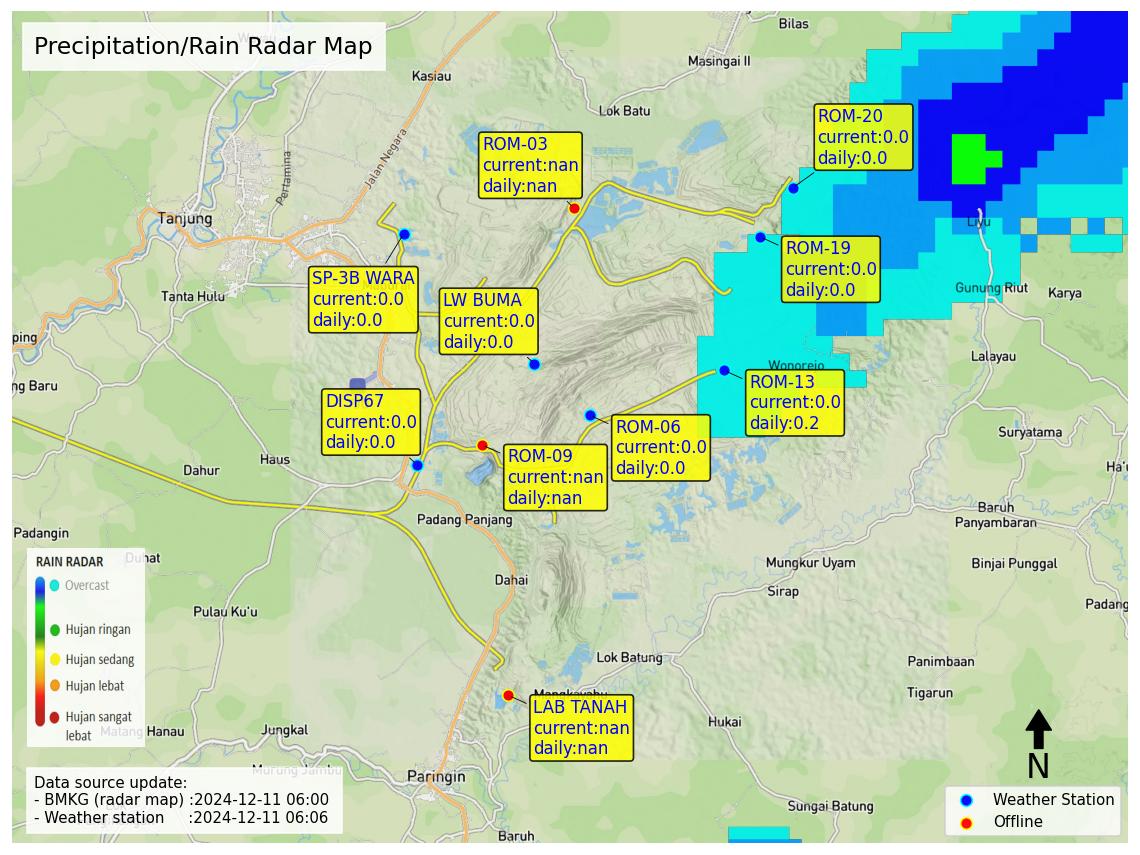 Precipitation/Rain Radar Map
Bilas
Masingai II
Kasiau
Lok Batu
Jalan Negara
Pertamina
Tanjung
Tanta Hulu
ping
ng Baru
ROM-20
current:0.0
daily:0.0
ROM-03
current:nan
daily:nan
ROM-19
current:0.0
daily:0.0
SP-3B WARA
current:0.0
daily:0.0
LW BUMA
current:0.0
daily:0.0
ROM-13
current:0.0
daily:0.2
DISP67
current:0.0
daily:0.0
ROM-06
current:0.0
daily:0.0
ROM-09
current:nan
daily:nan
LAB TANAH
current:nan
daily:nan
Liyu
Gunung Riut
Karya
Lalayau
Wonorejo
Suryatama
Ha'u
Haus
Dahur
Padangin
Padang Panjang
Baruh
Panyambaran
Binjai Punggal
Mungkur Uyam
Sirap
Padang
Duhat
Dahai
Pulau Ku'u
Lok Batung
Panimbaan
Tigarun
Mangkayahu
Hukai
Matang Hanau
Jungkal
Murung Jambu
Paringin
Sungai Batung
Baruh
RAIN RADAR
Overcast
Hujan ringan
Hujan sedang
Hujan lebat
Hujan sangat
lebat
Data source update:
- BMKG (radar map) :2024-12-11 06:00
- Weather station :2024-12-11 06:06
N
Weather Station
Offline